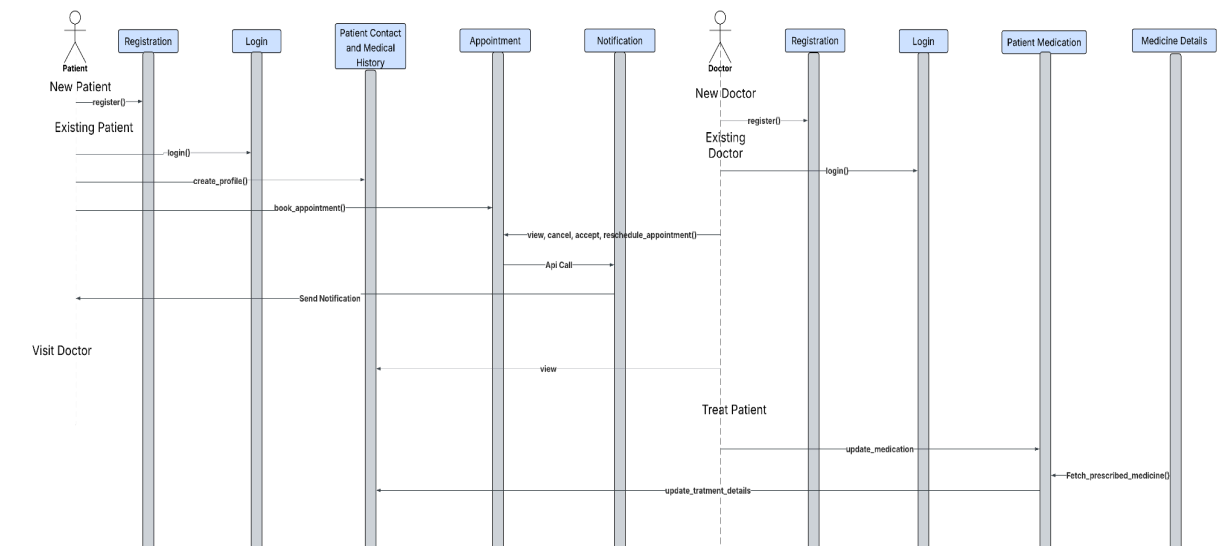 Patient
Registration
Login
Patient Contact
and Medical
History
Appointment
Notification
Doctor
Registration
Login
Patient Medication
Medicine Details
New Patient
register()
Existing Patient
login()
create_profile()
book_appointment()
New Doctor
register()
Existing
Doctor
login()
view, cancel, accept, reschedule_appointment()
Api Call
Send Notification
Visit Doctor
view
Treat Patient
update_medication
Fetch_prescribed_medicine()
update_tratment_details